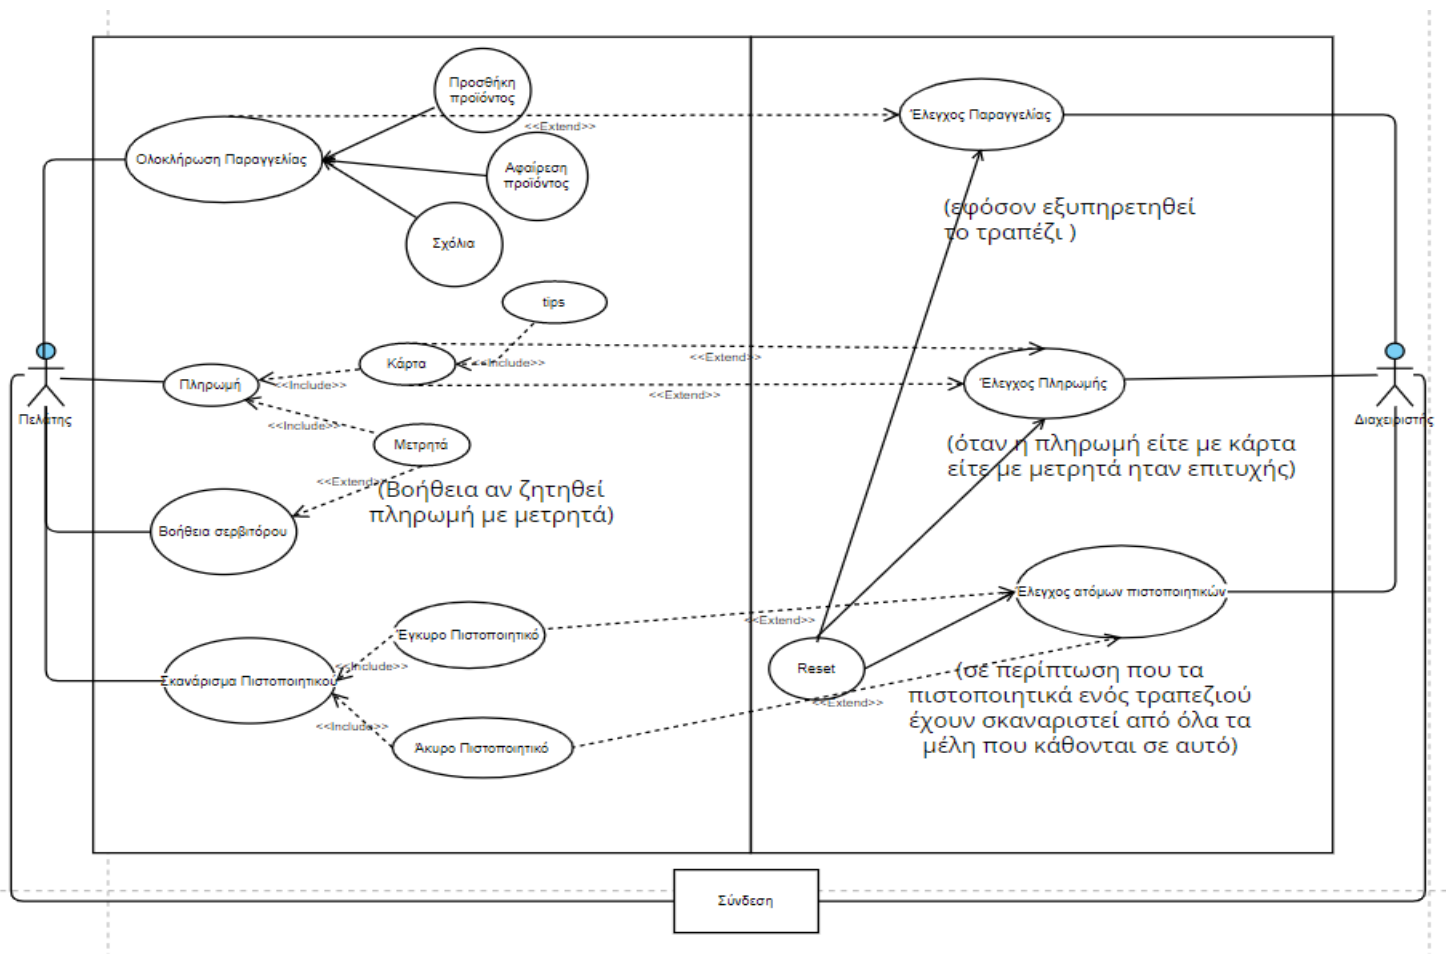 Προσθήκη
προϊόντος
<<Extend>>
Έλεγχος Παραγγελίας
Ολοκλήρωση Παραγγελίας
Αφαίρεση
προϊόντος
Σχόλια
(εφόσον εξυπηρετηθεί
το τραπέζι )
tips
Κάρτα
<<Include>>
<<Extend>>
Πληρωμή
<<Include>>
<<Extend>>
Έλεγχος Πληρωμής
Πελάτης
Διαχειριστής
<<Include>>
Μετρητά
(όταν η πληρωμή είτε με κάρτα
είτε με μετρητά ηταν επιτυχής)
<<Extend>>
(Βοήθεια αν ζητηθεί
πληρωμή με μετρητά)
Βοήθεια σερβιτόρου
Έλεγχος ατόμων πιστοποιητικών
<<Extend>>
Έγκυρο Πιστοποιητικό
<<Include>>
Σκανάρισμα Πιστοποιητικού
Reset
<<Extend>>
(σε περίπτωση που τα
πιστοποιητικά ενός τραπεζιού
έχουν σκαναριστεί από όλα τα
μέλη που κάθονται σε αυτό)
<<Include>>
Άκυρο Πιστοποιητικό
Σύνδεση